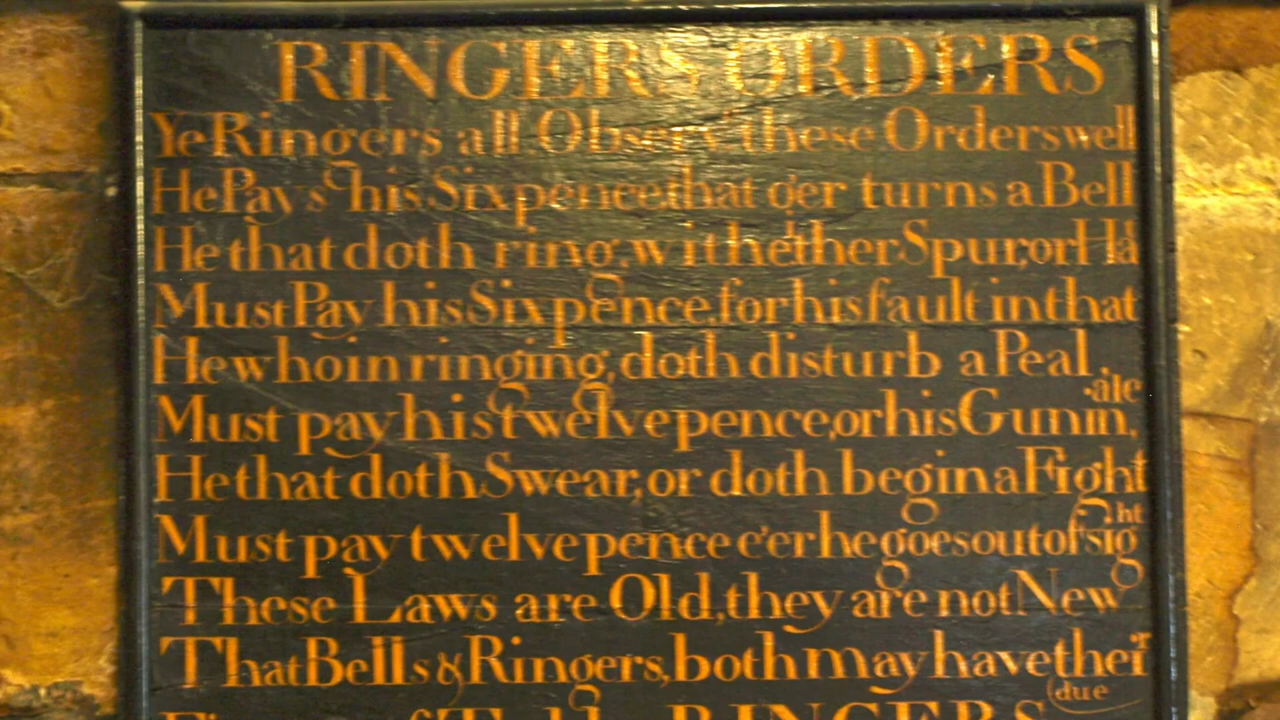 RINGERS ORDERS
Ye Ringers all Observe these Orders well
He Pays his Sixpence that o'er turns a Bell
He that doth ring with either Spur, or Ha
Must Pay his Sixpence for his fault in that
He who in ringing, doth disturb a Peal
Must pay his twelvepence, or his Gun in ale
He that doth Swear, or doth begin a Fight
Must pay twelvepence e'er he goes out of sight
These Laws are Old, they are not New
That Bells & Ringers, both may have their due
RINGERS